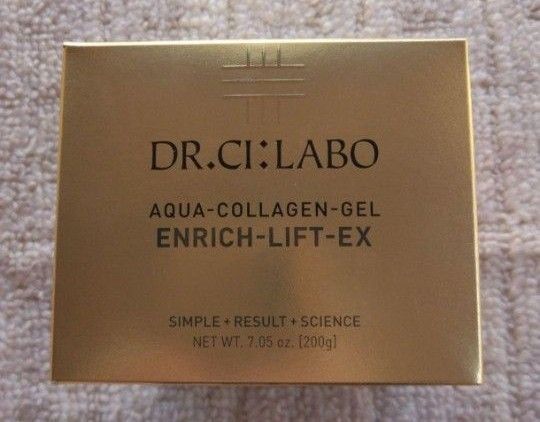 DR.CI:LABO
AQUA-COLLAGEN-GEL
ENRICH-LIFT-EX
SIMPLE + RESULT + SCIENCE
NET WT. 7.05 oz. [200g]